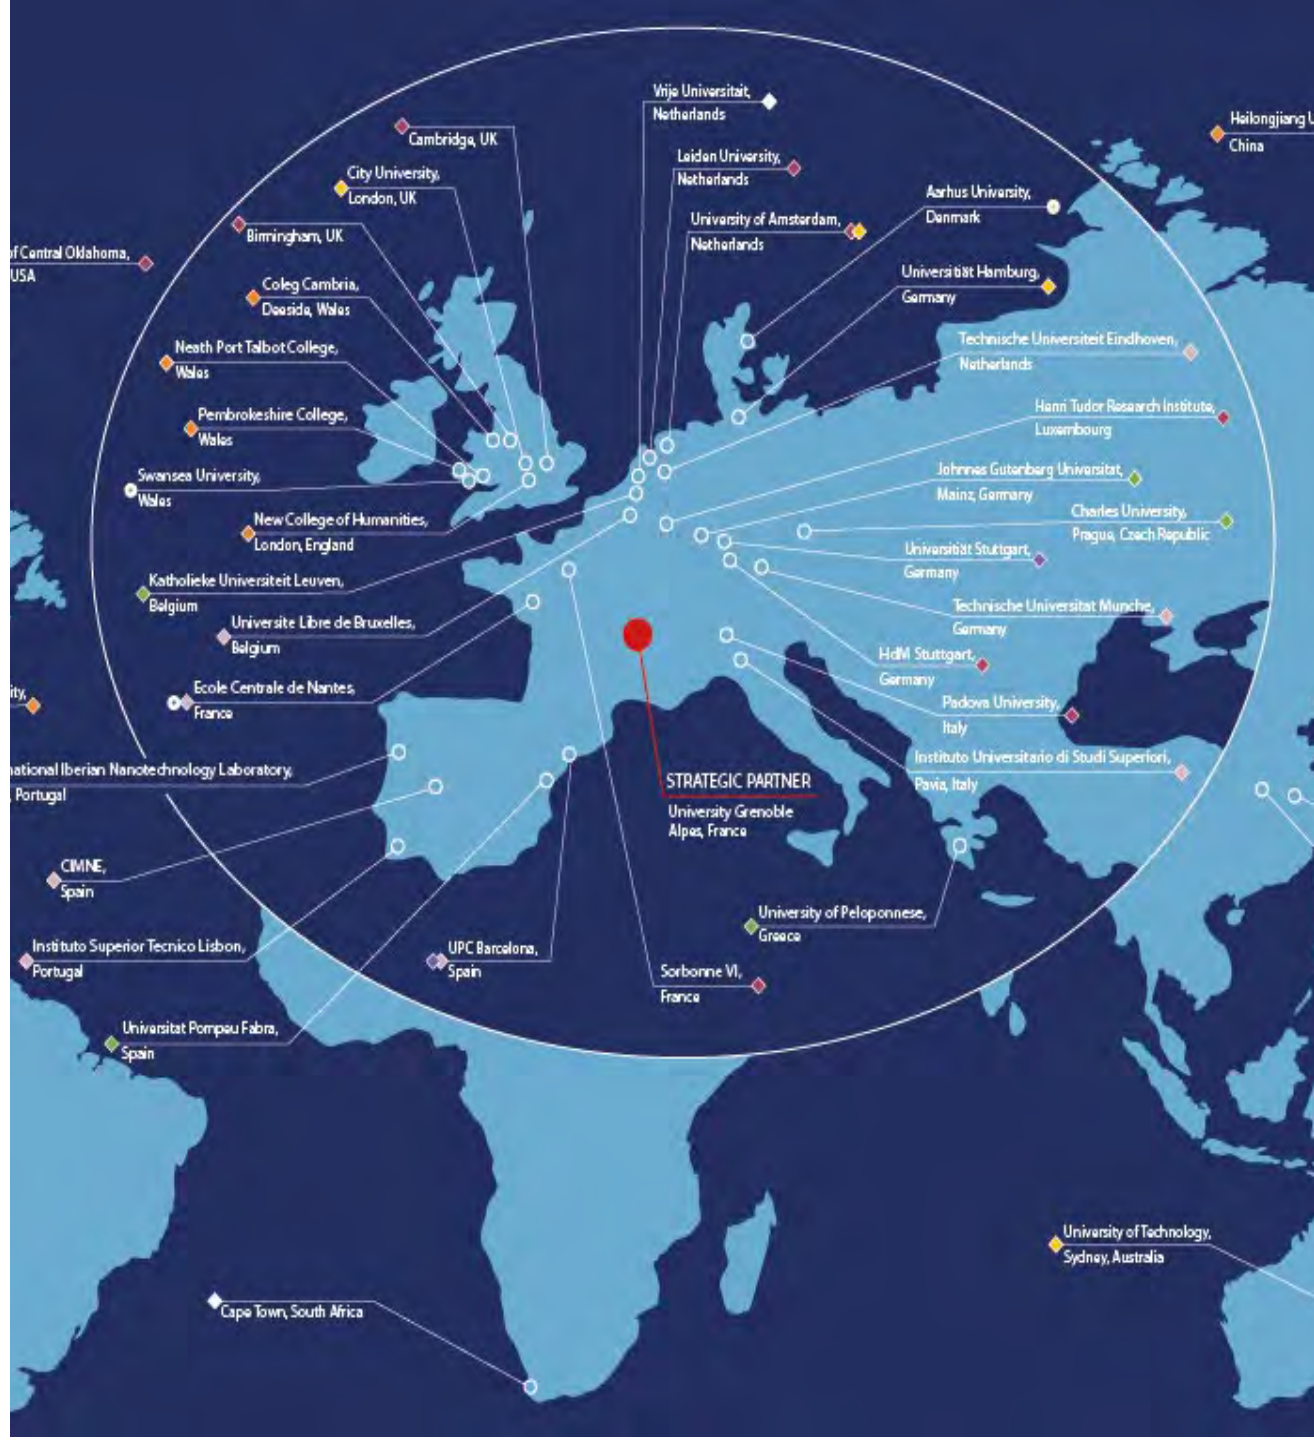 Vrije Universitait,
Netherlands
Heilongjiang U
China
Cambridge, UK
Leiden University,
Netherlands
City University,
London, UK
Aarhus University,
Denmark
University of Amsterdam,
Netherlands
Birmingham, UK
of Central Oklahoma,
USA
Universitiät Hamburg,
Germany
Coleg Cambria,
Deeside, Wales
Neath Port Talbot College,
Wales
Technische Universiteit Eindhoven,
Netherlands
Pembrokeshire College,
Wales
Henri Tudor Research Institute,
Luxembourg
Swansea University,
Wales
Johnnes Gutenberg Universitat,
Mainz, Germany
New College of Humanities,
London, England
Charles University,
Prague, Czech Republic
Universitiät Stuttgart,
Germany
Katholieke Universiteit Leuven,
Belgium
Technische Universitat Munche,
Germany
Universite Libre de Bruxelles,
Belgium
HdM Stuttgart,
Germany
Ecole Centrale de Nantes,
France
ity,
Padova University,
Italy
national Iberian Nanotechnology Laboratory,
, Portugal
Instituto Universitario di Studi Superiori,
Pavia, Italy
STRATEGIC PARTNER
University Grenoble
Alpes, France
CIMNE,
Spain
University of Peloponnese,
Greece
Instituto Superior Tecnico Lisbon,
Portugal
UPC Barcelona,
Spain
Sorbonne VI,
France
Universitat Pompeu Fabra,
Spain
University of Technology,
Sydney, Australia
Cape Town, South Africa